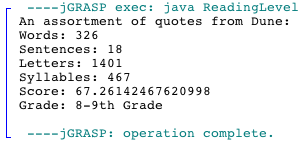 ----jGRASP exec: java ReadingLevel
An assortment of quotes from Dune:
Words: 326
Sentences: 18
Letters: 1401
Syllables: 467
Score: 67.26142467620998
Grade: 8-9th Grade
----jGRASP: operation complete.